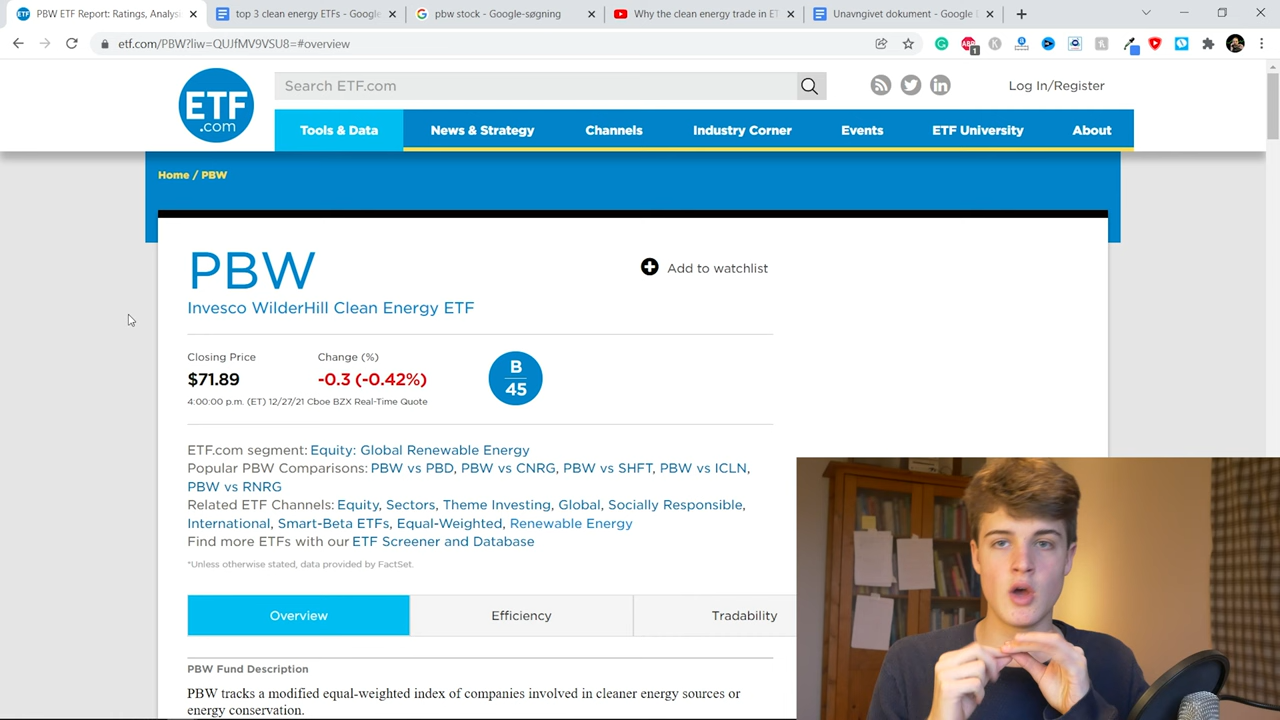 PBW ETF Report: Ratings, Analysis
top 3 clean energy ETFs - Google
pbw stock - Google-søgning
Why the clean energy trade in ET
Unavngivet dokument - Google D
etf.com/PBW?liw=QUJfMV9VSU8=#overview
ABP
1
ETF
.com
Search ETF.com
Log In/Register
Tools & Data
News & Strategy
Channels
Industry Corner
Events
ETF University
About
Home / PBW
PBW
Add to watchlist
Invesco WilderHill Clean Energy ETF
Closing Price
Change (%)
$71.89
-0.3 (-0.42%)
B
45
4:00:00 p.m. (ET) 12/27/21 Cboe BZX Real-Time Quote
ETF.com segment: Equity: Global Renewable Energy
Popular PBW Comparisons: PBW vs PBD, PBW vs CNRG, PBW vs SHFT, PBW vs ICLN,
PBW vs RNRG
Related ETF Channels: Equity, Sectors, Theme Investing, Global, Socially Responsible,
International, Smart-Beta ETFs, Equal-Weighted, Renewable Energy
Find more ETFs with our ETF Screener and Database
*Unless otherwise stated, data provided by FactSet.
Overview
Efficiency
Tradability
PBW Fund Description
PBW tracks a modified equal-weighted index of companies involved in cleaner energy sources or
energy conservation.